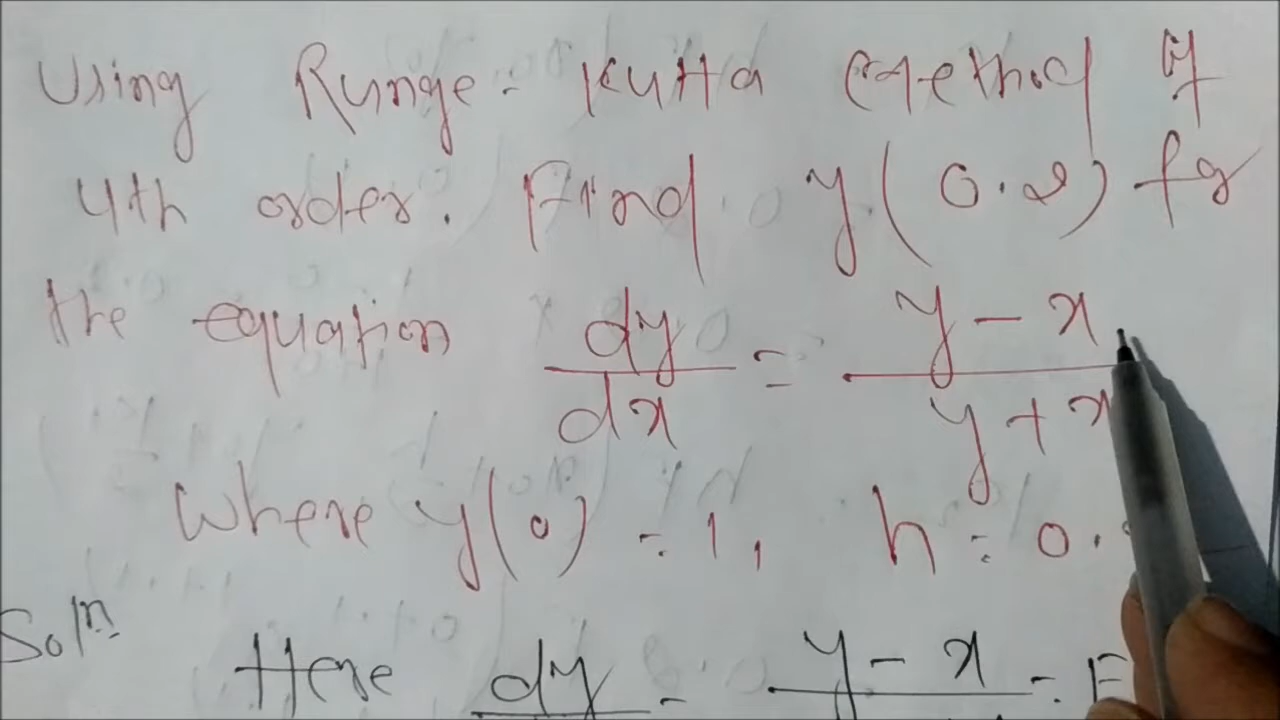 Using Runge-Kutta method of
4th order. Find y(0.2) for
the equation dy/dx = y-x/y+x
Where y(0)=1, h=0.
Soln
Here dy = y-x = F